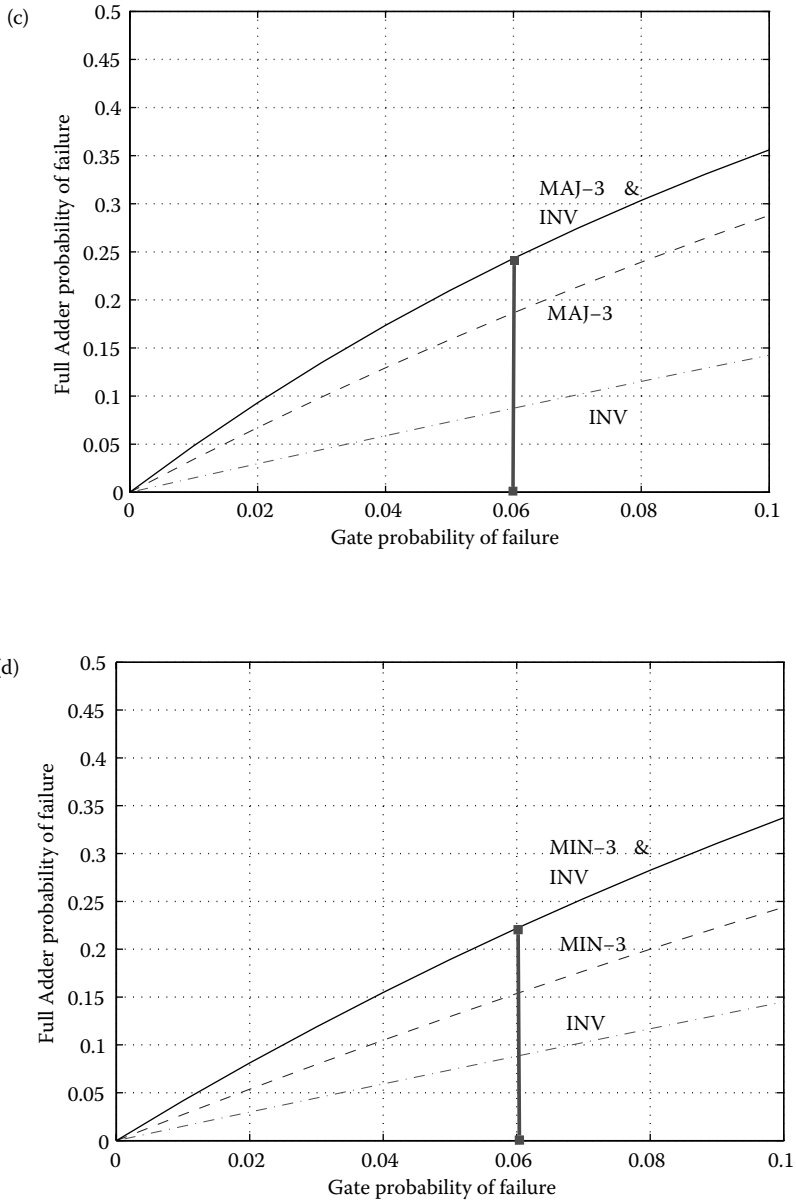 (c)
0.5
0.45
0.4
0.35
0.3
0.25
0.2
0.15
0.1
0.05
0
Full Adder probability of failure
MAJ–3 &
INV
MAJ–3
INV
0 0.02 0.04 0.06 0.08 0.1
Gate probability of failure
d)
0.5
0.45
0.4
0.35
0.3
0.25
0.2
0.15
0.1
0.05
0
Full Adder probability of failure
MIN–3 &
INV
MIN–3
INV
0 0.02 0.04 0.06 0.08 0.1
Gate probability of failure